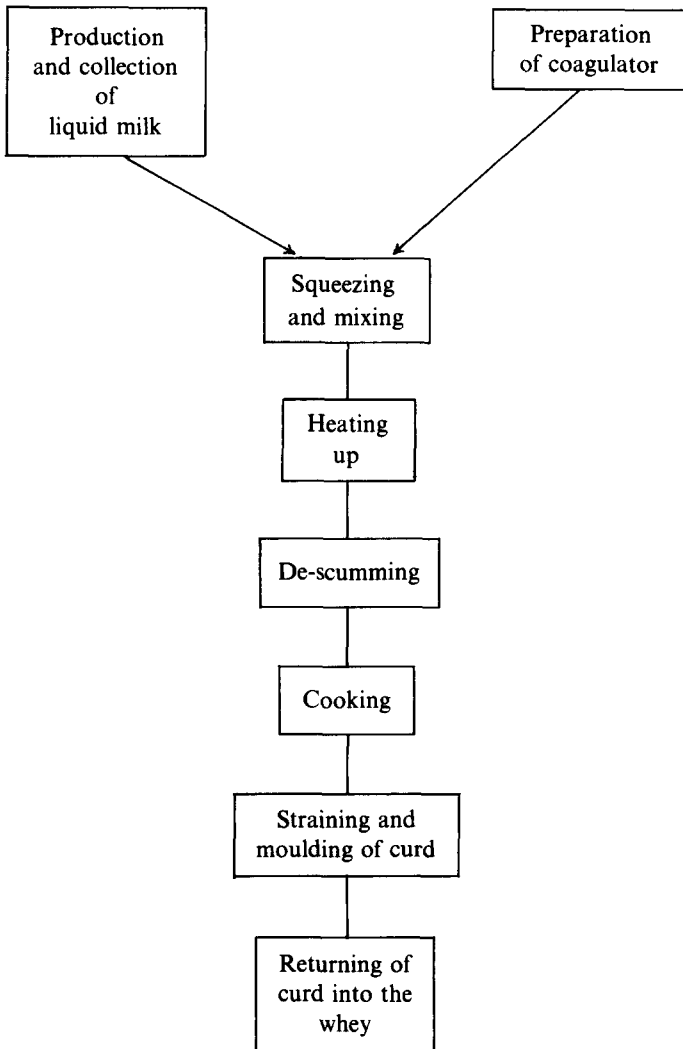 Production
and collection
of
liquid milk
Preparation
of coagulator
Squeezing
and mixing
Heating
up
De-scumming
Cooking
Straining and
moulding of curd
Returning of
curd into the
whey